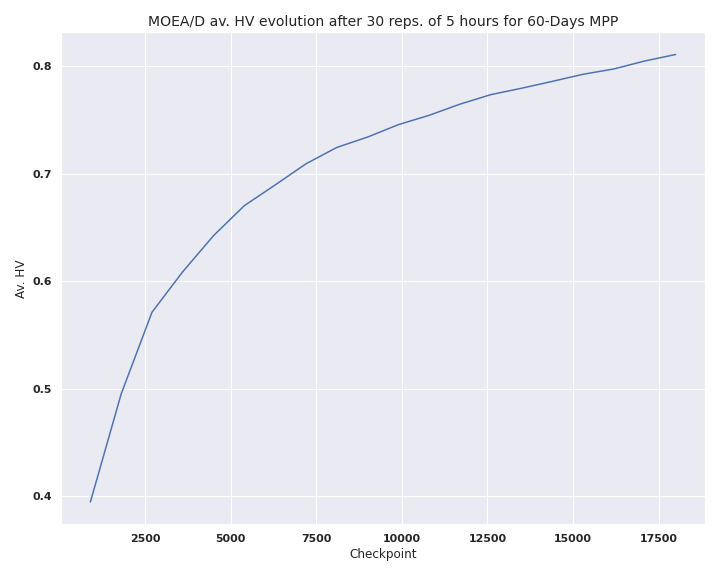 MOEA/D av. HV evolution after 30 reps. of 5 hours for 60-Days MPP
0.8
0.7
0.6
0.5
0.4
Av. HV
2500 5000 7500 10000 12500 15000 17500
Checkpoint